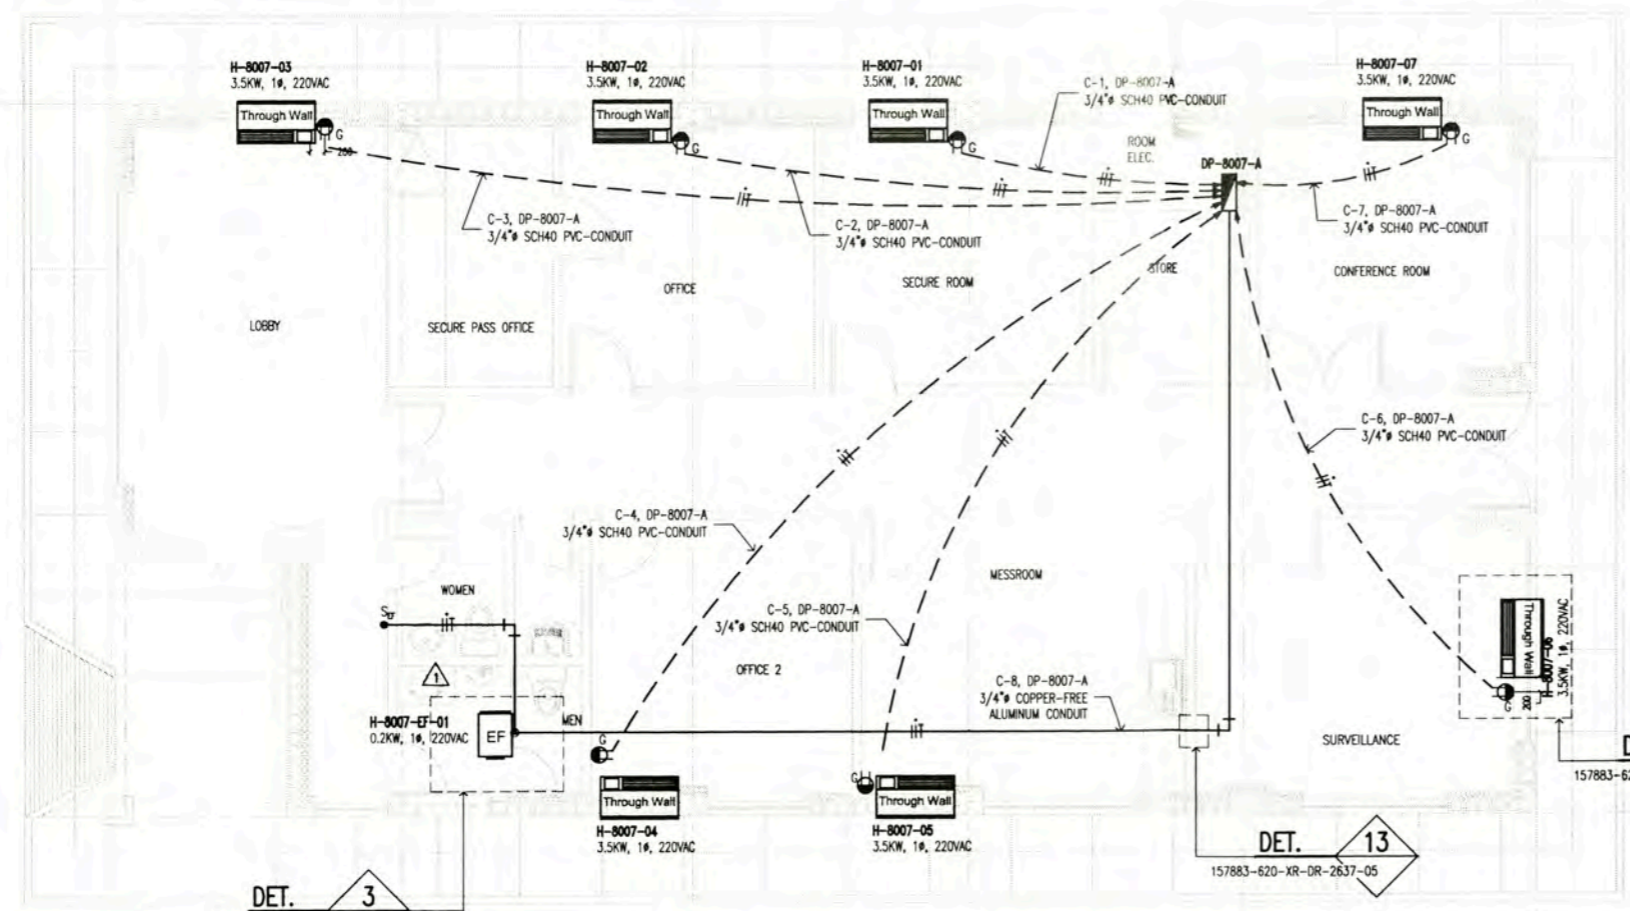 H-8007-03
3.5KW, 1ø, 220VAC
Through Wall
G
200
H-8007-02
3.5KW, 1ø, 220VAC
Through Wall
G
H-8007-01
3.5KW, 1ø, 220VAC
Through Wall
G
C-1, DP-8007-A
3/4"ø SCH40 PVC-CONDUIT
ROOM
ELEC.
DP-8007-A
H-8007-07
3.5KW, 1ø, 220VAC
Through Wall
G
C-3, DP-8007-A
3/4"ø SCH40 PVC-CONDUIT
C-2, DP-8007-A
3/4"ø SCH40 PVC-CONDUIT
C-7, DP-8007-A
3/4"ø SCH40 PVC-CONDUIT
LOBBY
SECURE PASS OFFICE
OFFICE
SECURE ROOM
STORE
CONFERENCE ROOM
C-6, DP-8007-A
3/4"ø SCH40 PVC-CONDUIT
C-4, DP-8007-A
3/4"ø SCH40 PVC-CONDUIT
MESSROOM
WOMEN
C-5, DP-8007-A
3/4"ø SCH40 PVC-CONDUIT
OFFICE 2
1
C-8, DP-8007-A
3/4"ø COPPER-FREE
ALUMINUM CONDUIT
Through Wall
H-8007-06
3.5KW, 1ø, 220VAC
G
200
H-8007-EF-01
0.2KW, 1ø, 220VAC
EF
MEN
SURVEILLANCE
G
Through Wall
H-8007-04
3.5KW, 1ø, 220VAC
G
Through Wall
H-8007-05
3.5KW, 1ø, 220VAC
D
157883-62
DET. 13
157883-620-XR-DR-2637-05
DET. 3